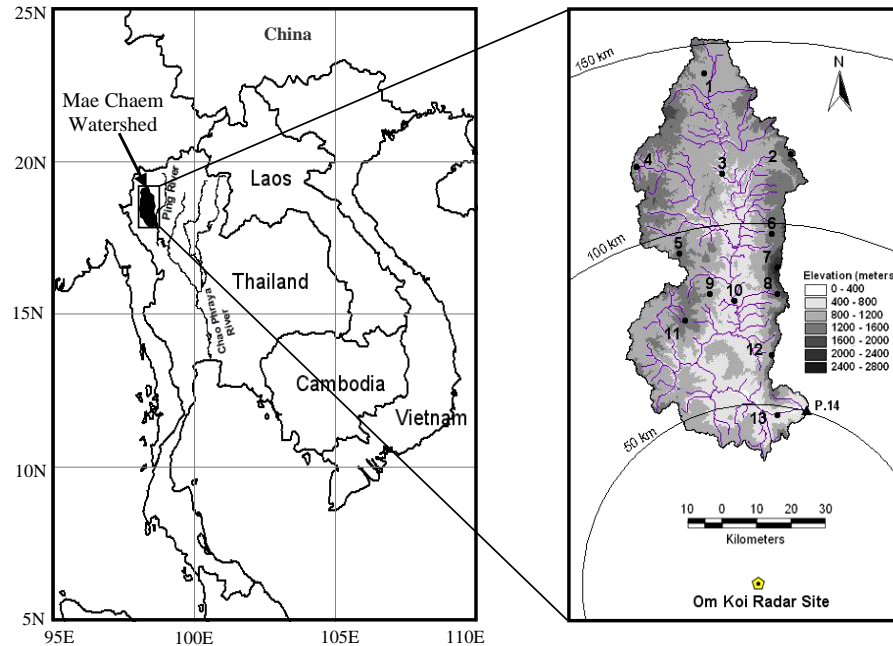 25N
20N
15N
10N
5N
95E
100E
105E
110E
China
Mae Chaem
Watershed
Ping River
Laos
Thailand
Chao Phraya
River
Cambodia
Vietnam
150 km
100 km
50 km
N
1
2
3
4
5
6
7
8
9
10
11
12
13
P.14
Elevation (meters)
0 - 400
400 - 800
800 - 1200
1200 - 1600
1600 - 2000
2000 - 2400
2400 - 2800
10 0 10 20 30
Kilometers
Om Koi Radar Site